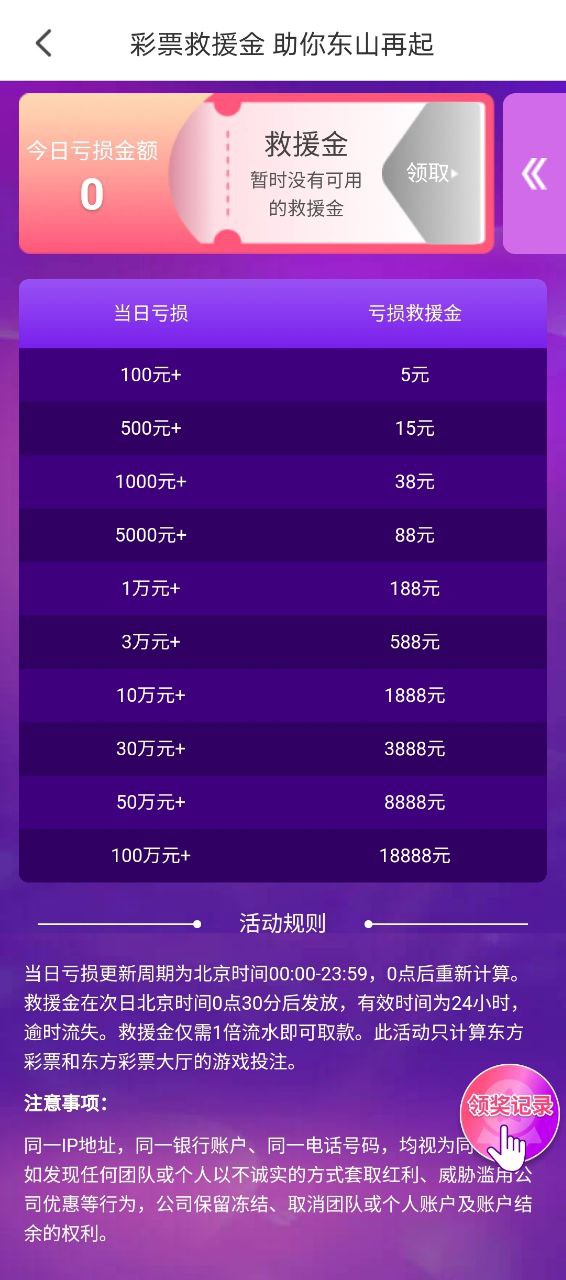 彩票救援金 助你东山再起
今日亏损金额
0
救援金
暂时没有可用
的救援金
领取
当日亏损 亏损救援金
100元+ 5元
500元+ 15元
1000元+ 38元
5000元+ 88元
1万元+ 188元
3万元+ 588元
10万元+ 1888元
30万元+ 3888元
50万元+ 8888元
100万元+ 18888元
活动规则
当日亏损更新周期为北京时间00:00-23:59，0点后重新计算。
救援金在次日北京时间0点30分后发放，有效时间为24小时，
逾时流失。救援金仅需1倍流水即可取款。此活动只计算东方
彩票和东方彩票大厅的游戏投注。
注意事项：
领奖记录
同一IP地址，同一银行账户、同一电话号码，均视为同
如发现任何团队或个人以不诚实的方式套取红利、威胁滥用公
司优惠等行为，公司保留冻结、取消团队或个人账户及账户结
余的权利。